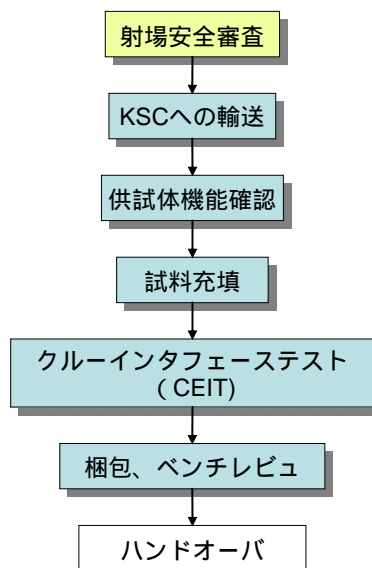 射場安全審査
KSCへの輸送
供試体機能確認
試料充填
クルーインタフェーステスト
( CEIT)
梱包、ベンチレビュ
ハンドオーバ